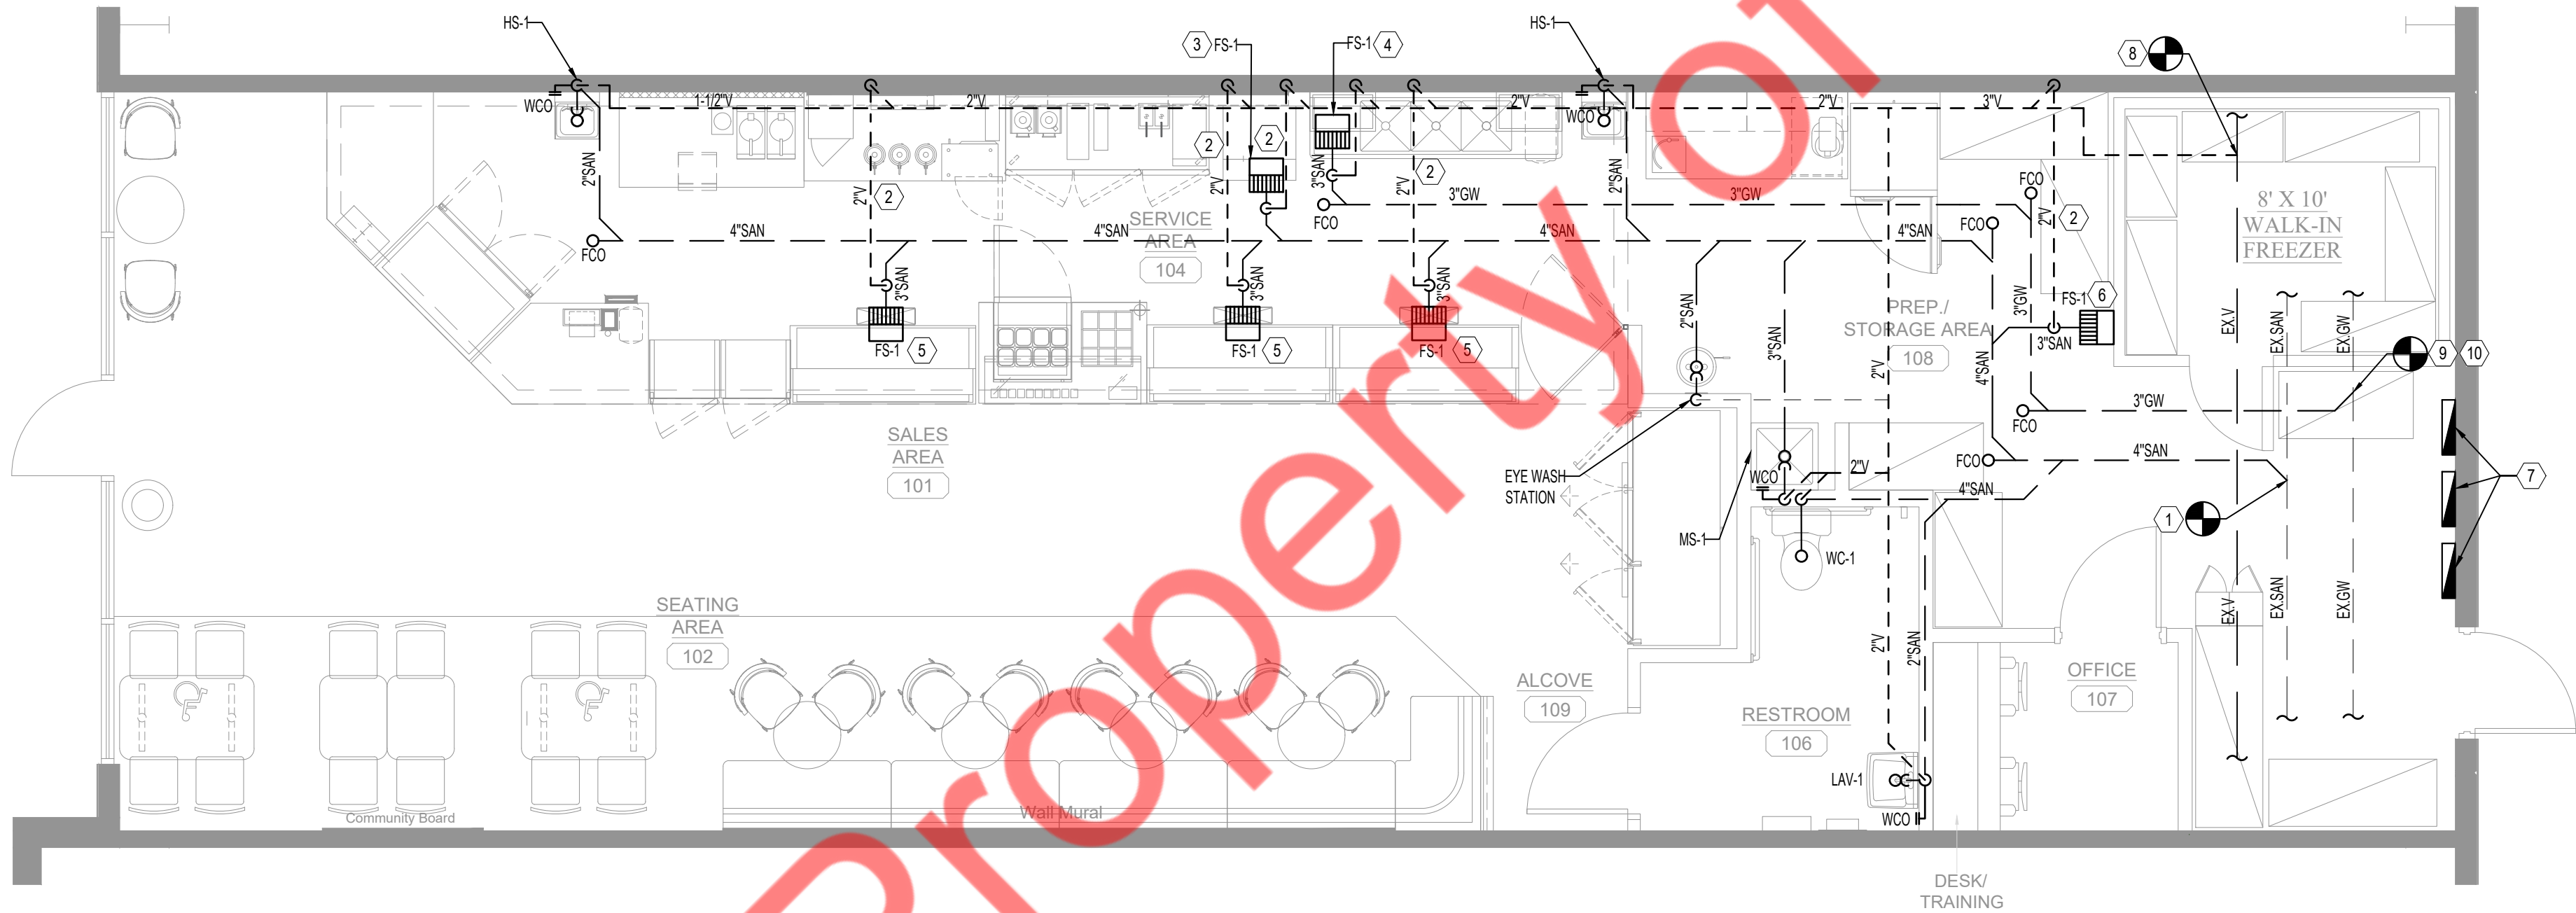 HS-1
3 FS-1
FS-1 4
HS-1
8
WCO
1-1/2"V
2"V
2"V
WCO
2"V
3"V
2
2
2"SAN
2"V
2
2"V
3"SAN
2"V
2
2"SAN
3"GW
3"GW
FCO
2"V
2
8' X 10'
WALK-IN
FREEZER
FCO
FCO
SERVICE
AREA
104
4"SAN
4"SAN
4"SAN
4"SAN
FCO
3"SAN
3"SAN
3"SAN
FS-1 6
3"GW
2"SAN
3"SAN
PREP./
STORAGE AREA
108
EX.V
EX.SAN
EX.GW
FS-1 5
FS-1 5
FS-1 5
3"SAN
9 10
2"V
4"SAN
3"GW
FCO
SALES
AREA
101
4"SAN
FCO
2"V
WCO
7
EYE WASH
STATION
4"SAN
1
MS-1
WC-1
SEATING
AREA
102
EX.V
EX.SAN
EX.GW
2"V
2"SAN
OFFICE
107
ALCOVE
109
RESTROOM
106
LAV-1
WCO
Community Board
Wall Mural
DESK/
TRAINING
Property of